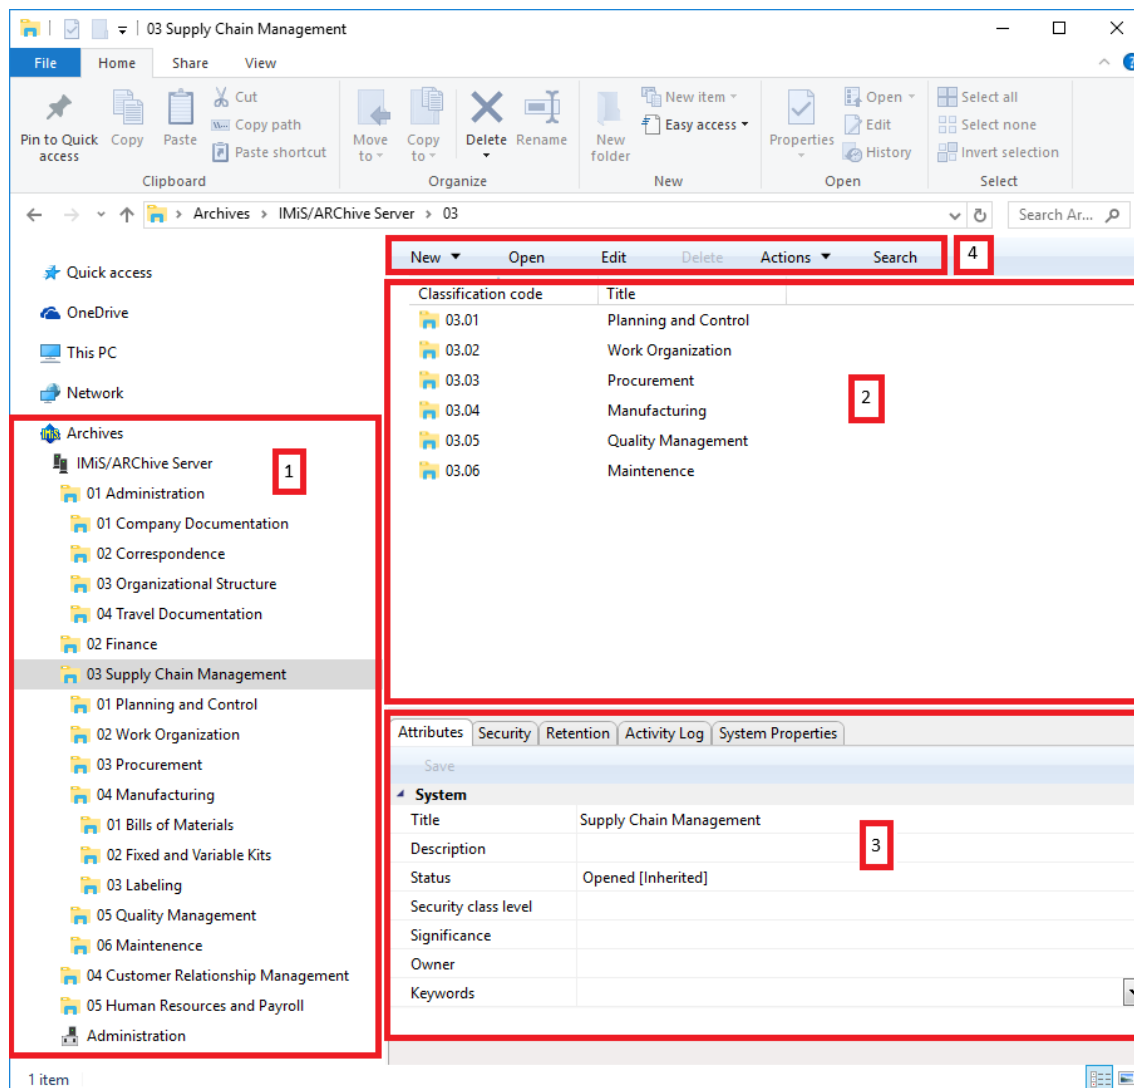 03 Supply Chain Management
File Home Share View
Pin to Quick access
Copy
Paste
Cut
Copy path
Paste shortcut
Clipboard
Move to
Copy to
Delete
Rename
Organize
New folder
New item
Easy access
New
Properties
Open
Edit
History
Open
Select all
Select none
Invert selection
Select
Archives IMiS/ARChive Server 03
Search Ar...
Quick access
OneDrive
This PC
Network
Archives
IMiS/ARChive Server
1
01 Administration
01 Company Documentation
02 Correspondence
03 Organizational Structure
04 Travel Documentation
02 Finance
03 Supply Chain Management
01 Planning and Control
02 Work Organization
03 Procurement
04 Manufacturing
01 Bills of Materials
02 Fixed and Variable Kits
03 Labeling
05 Quality Management
06 Maintenence
04 Customer Relationship Management
05 Human Resources and Payroll
Administration
New Open Edit Delete Actions Search 4
Classification code Title
03.01 Planning and Control
03.02 Work Organization
03.03 Procurement
2
03.04 Manufacturing
03.05 Quality Management
03.06 Maintenence
Attributes Security Retention Activity Log System Properties
Save
System
Title Supply Chain Management
Description
3
Status Opened [Inherited]
Security class level
Significance
Owner
Keywords
1 item